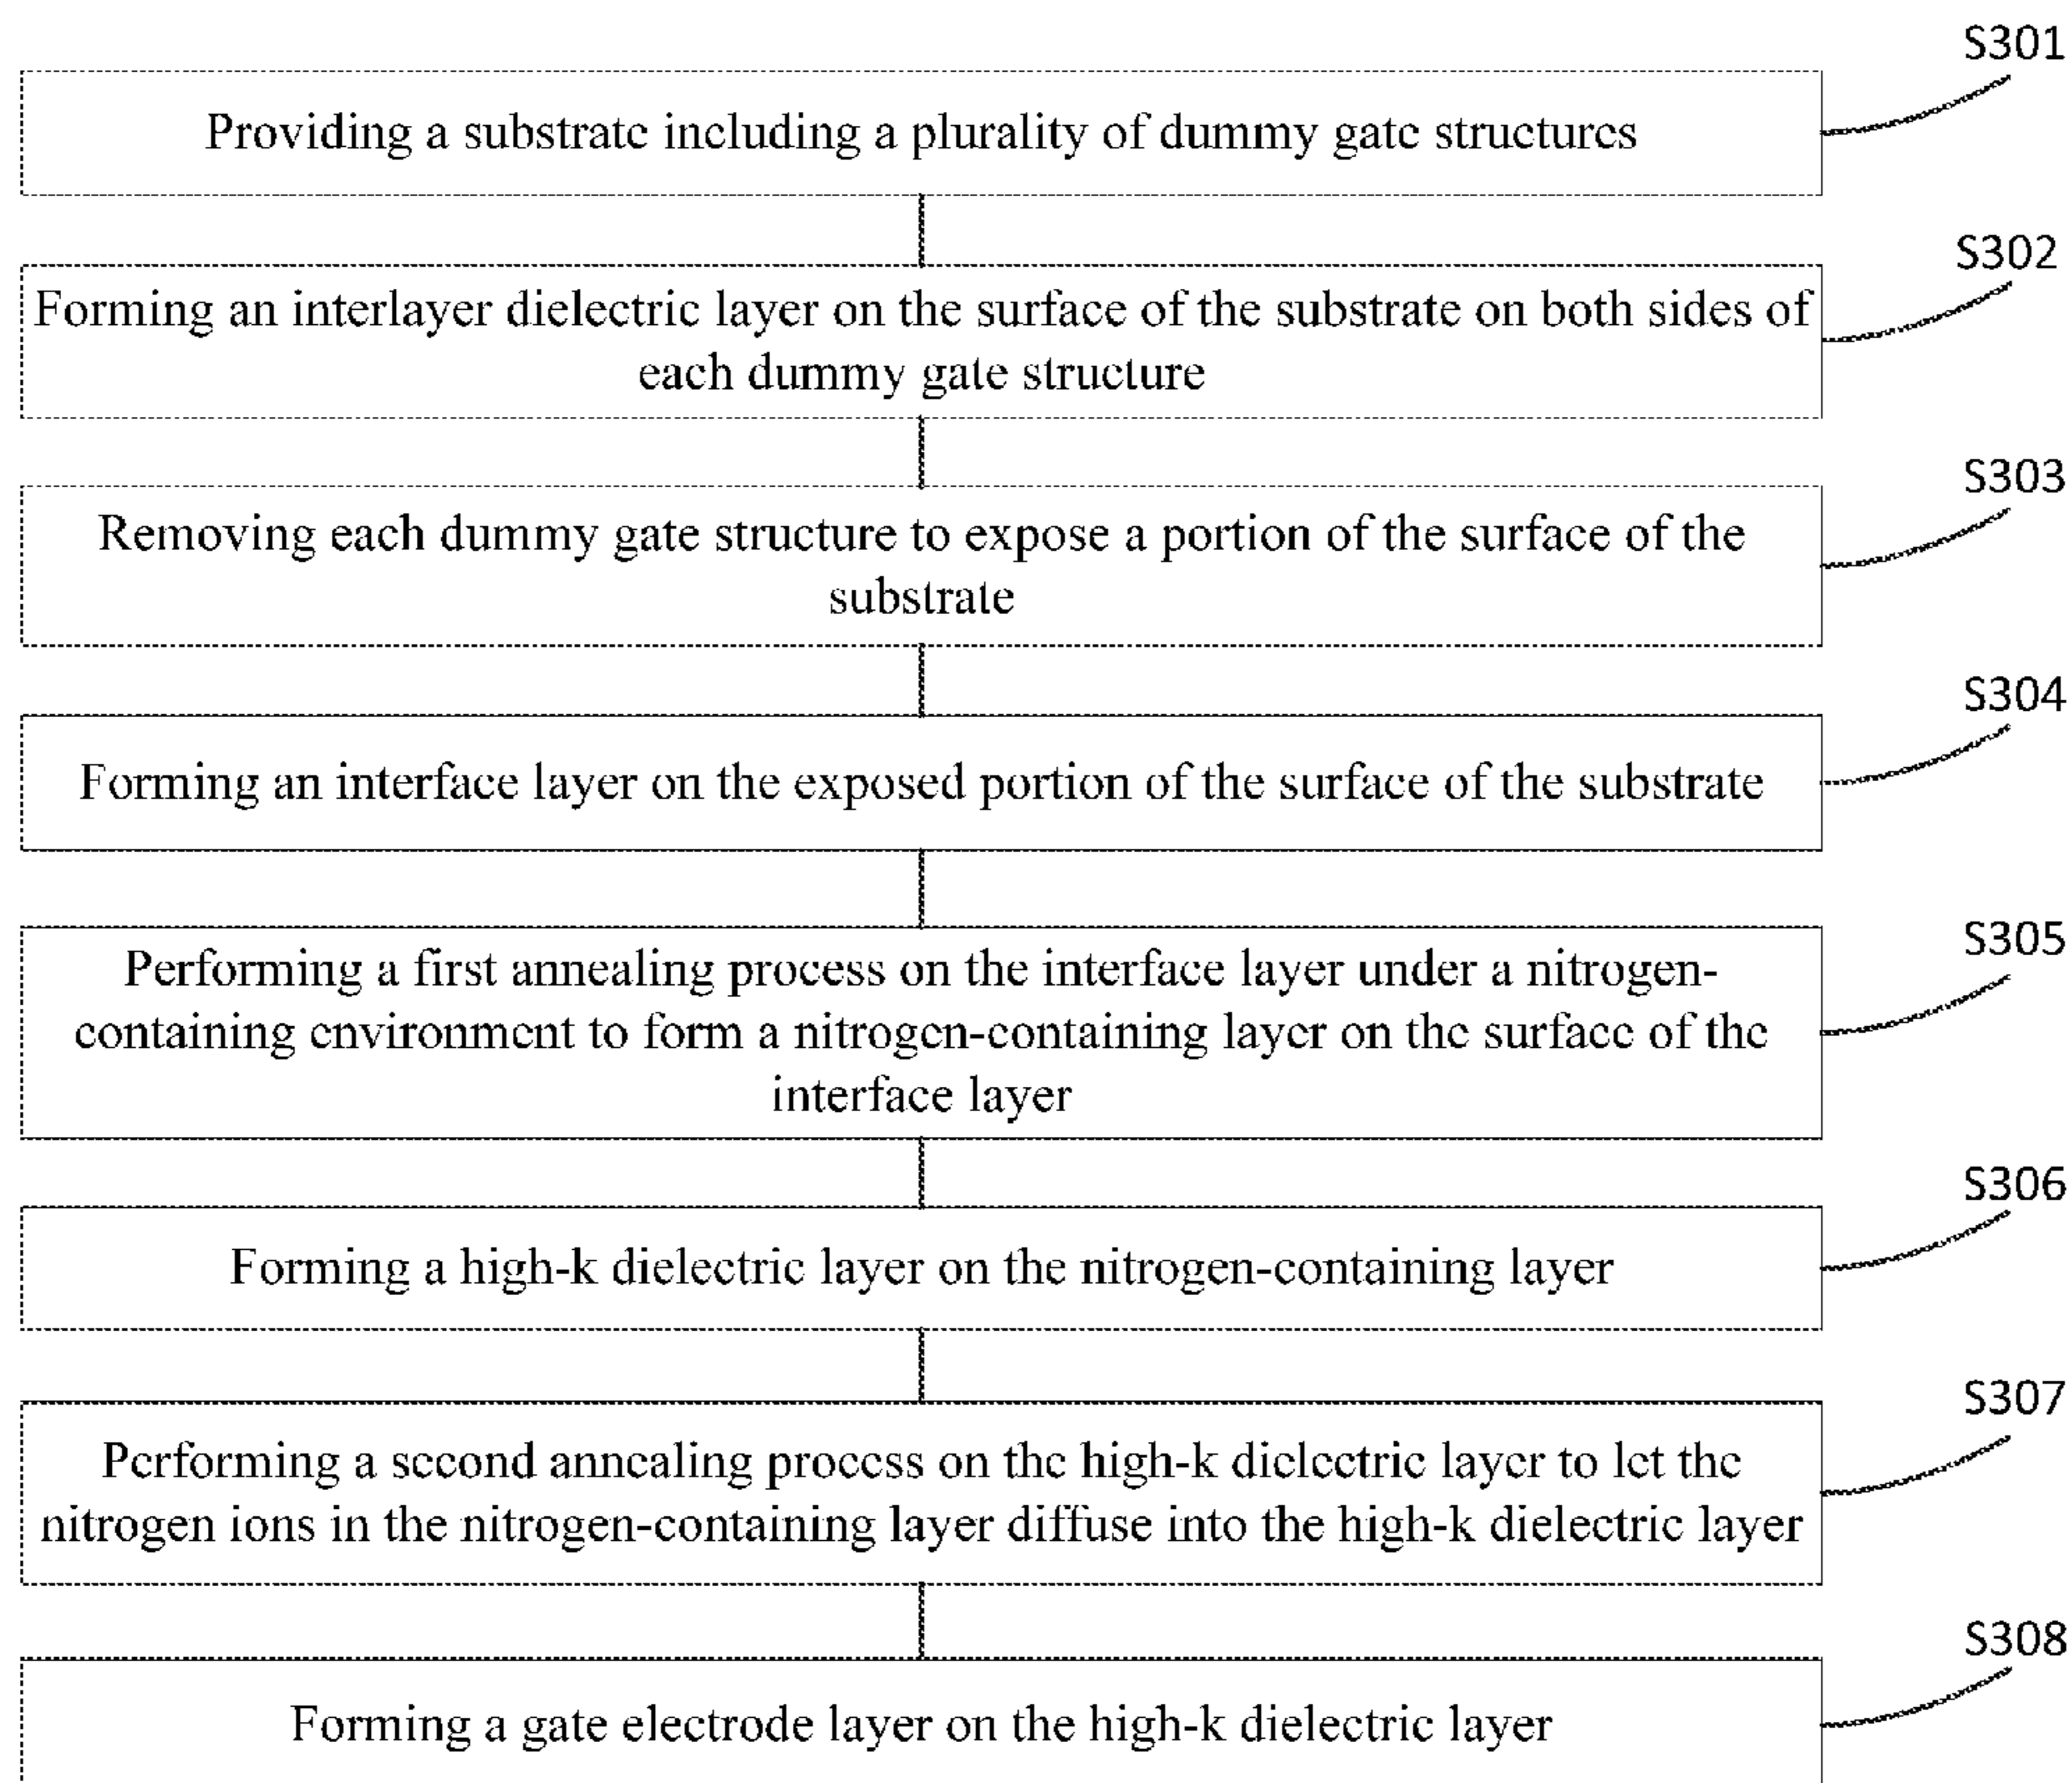 S301
Providing a substrate including a plurality of dummy gate structures
S302
Forming an interlayer dielectric layer on the surface of the substrate on both sides of
each dummy gate structure
S303
Removing each dummy gate structure to expose a portion of the surface of the
substrate
S304
Forming an interface layer on the exposed portion of the surface of the substrate
S305
Performing a first annealing process on the interface layer under a nitrogen-
containing environment to form a nitrogen-containing layer on the surface of the
interface layer
S306
Forming a high-k dielectric layer on the nitrogen-containing layer
S307
Performing a second annealing process on the high-k dielectric layer to let the
nitrogen ions in the nitrogen-containing layer diffuse into the high-k dielectric layer
S308
Forming a gate electrode layer on the high-k dielectric layer